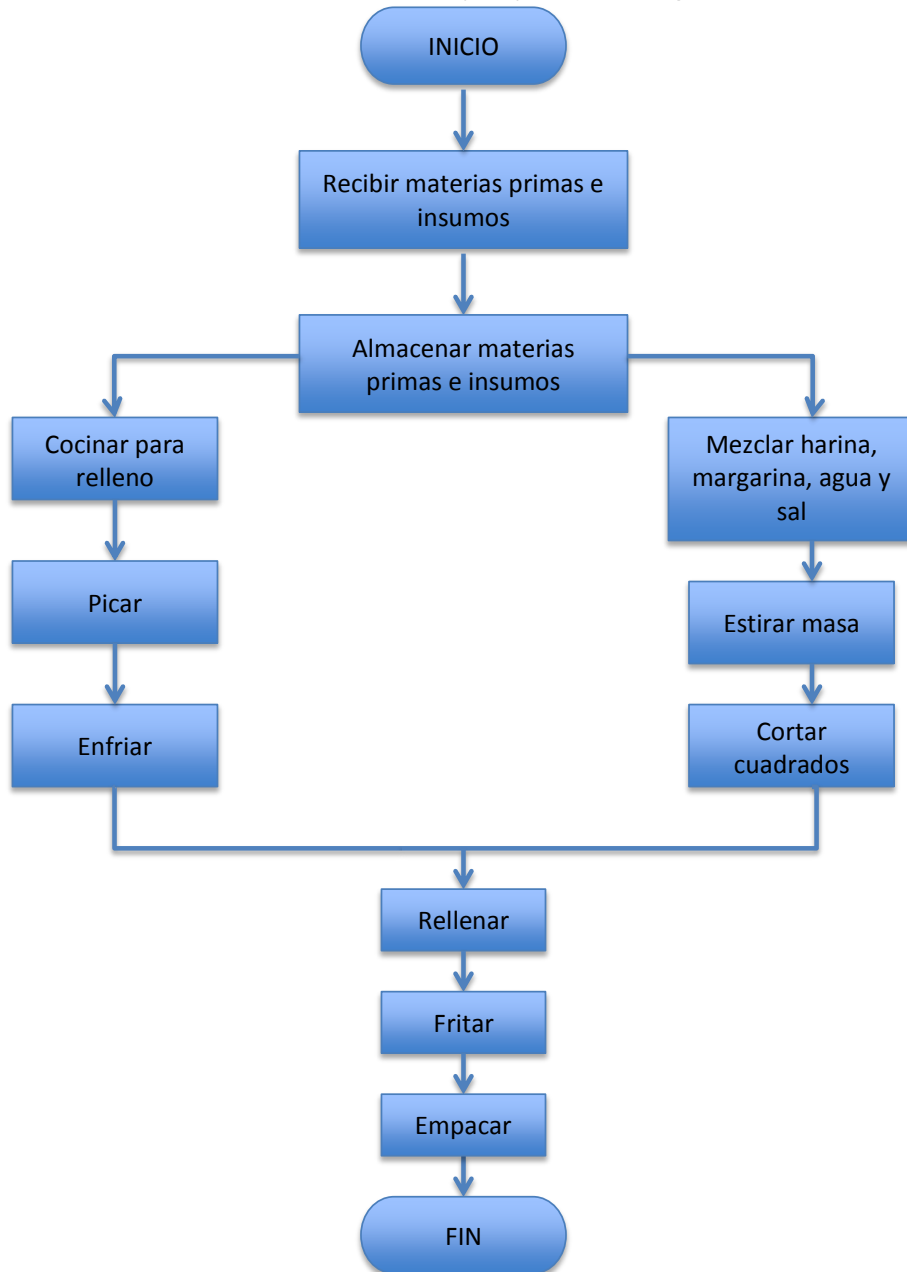 INICIO
Recibir materias primas e
insumos
Almacenar materias
primas e insumos
Cocinar para
relleno
Picar
Enfriar
Mezclar harina,
margarina, agua y
sal
Estirar masa
Cortar
cuadrados
Rellenar
Fritar
Empacar
FIN